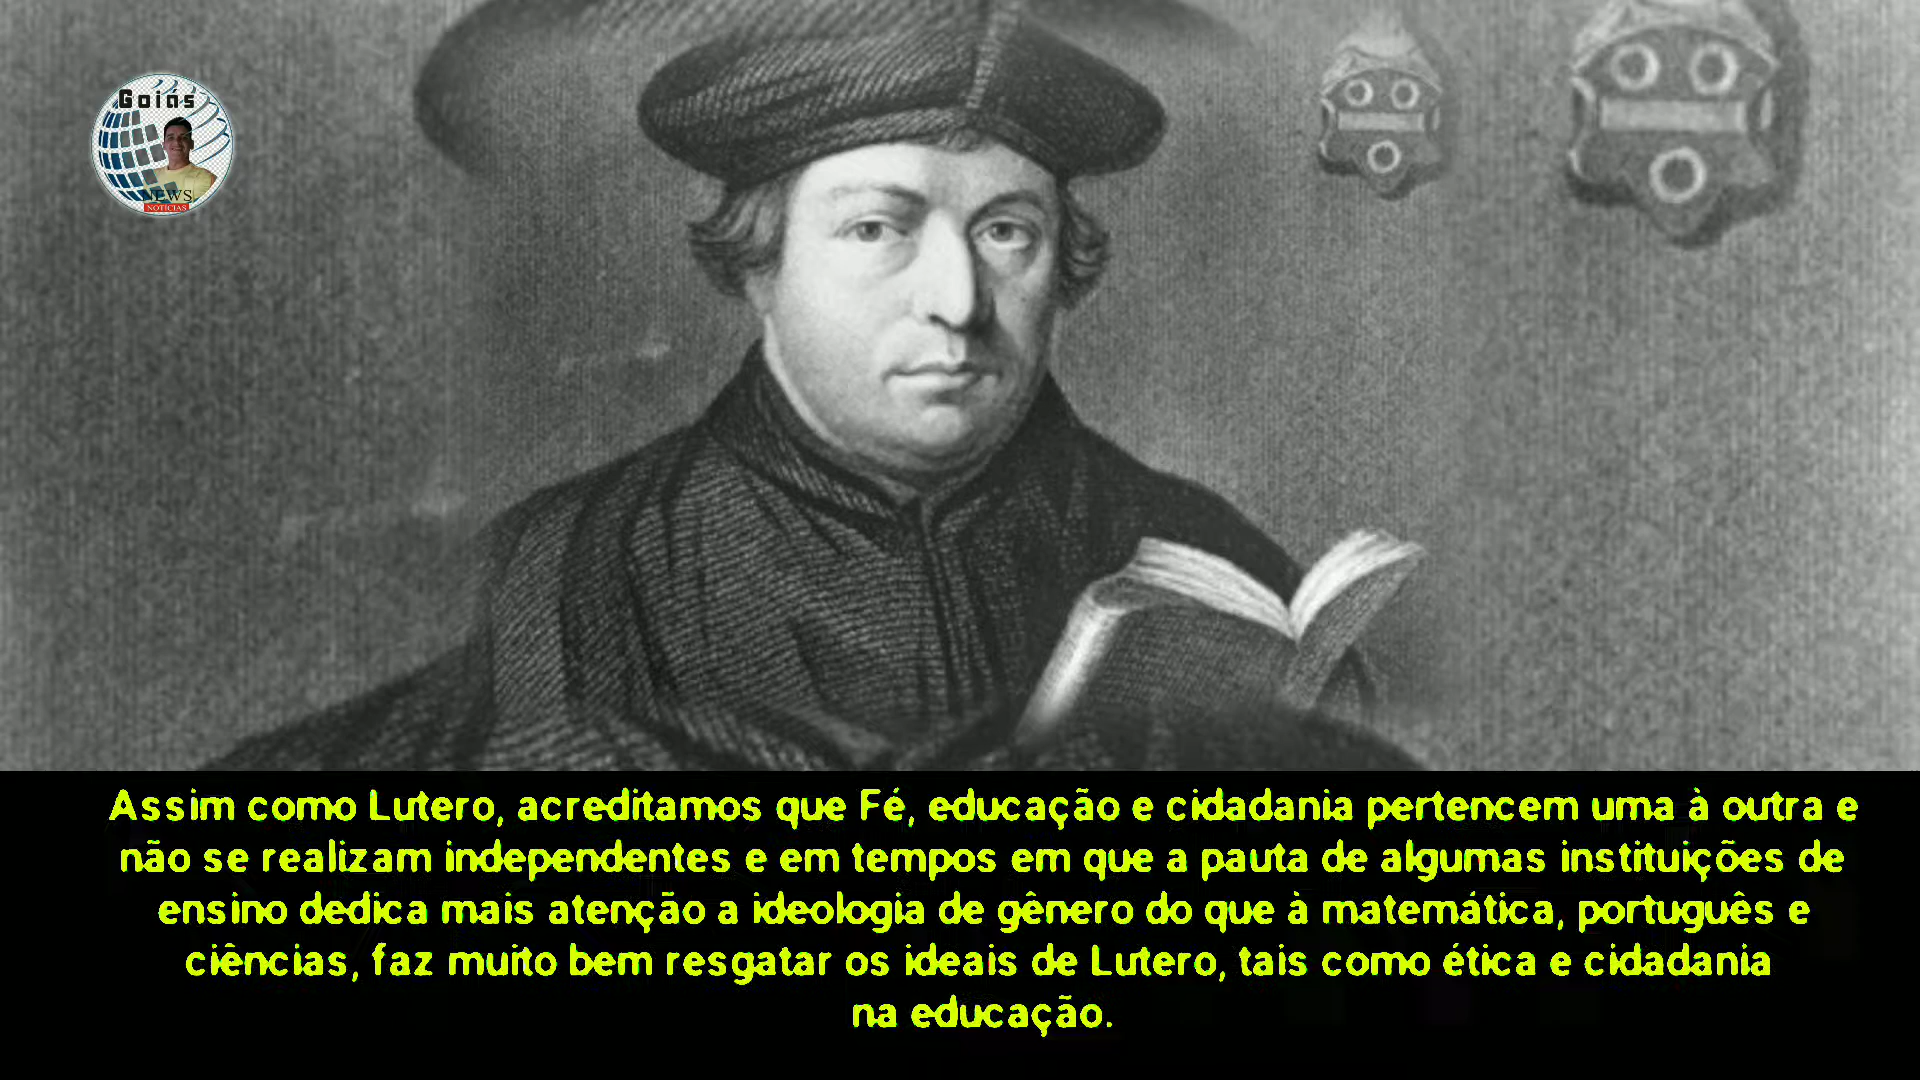 Goiás
NEWS
NOTÍCIAS
Assim como Lutero, acreditamos que Fé, educação e cidadania pertencem uma à outra e
não se realizam independentes e em tempos em que a pauta de algumas instituições de
ensino dedica mais atenção a ideologia de gênero do que à matemática, português e
ciências, faz muito bem resgatar os ideais de Lutero, tais como ética e cidadania
na educação.